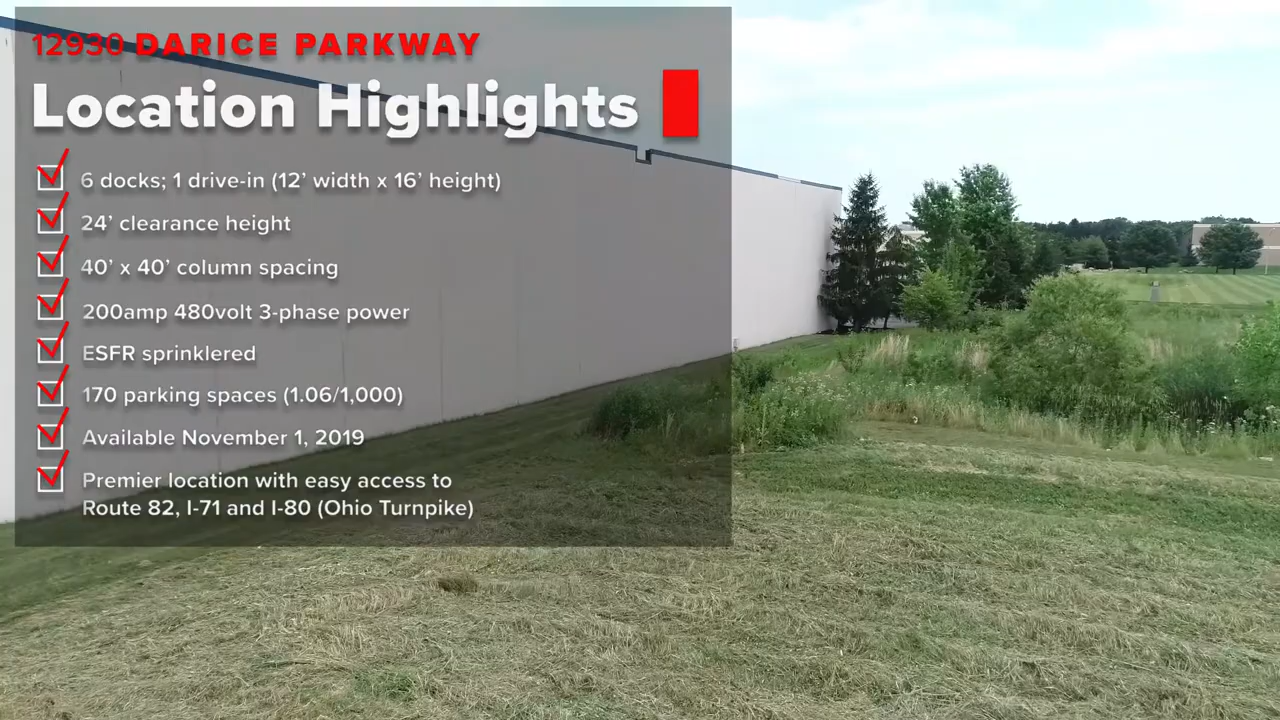 12930 DARICE PARKWAY
Location Highlights
6 docks; 1 drive-in (12’ width x 16’ height)
24’ clearance height
40’ x 40’ column spacing
200amp 480volt 3-phase power
ESFR sprinklered
170 parking spaces (1.06/1,000)
Available November 1, 2019
Premier location with easy access to
Route 82, I-71 and I-80 (Ohio Turnpike)